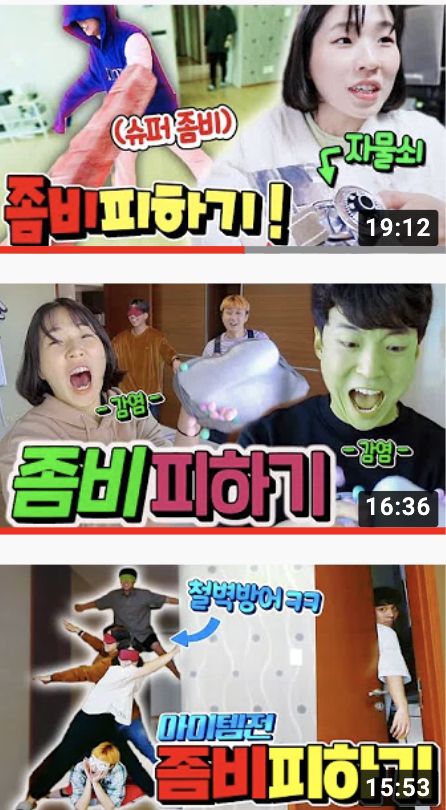 (슈퍼 좀비)
자물쇠
좀비피하기!
19:12
- 감염 -
- 감염 -
좀비피하기
16:36
철벽방어ㅋㅋ
아이템전
좀비피하기!
15:53